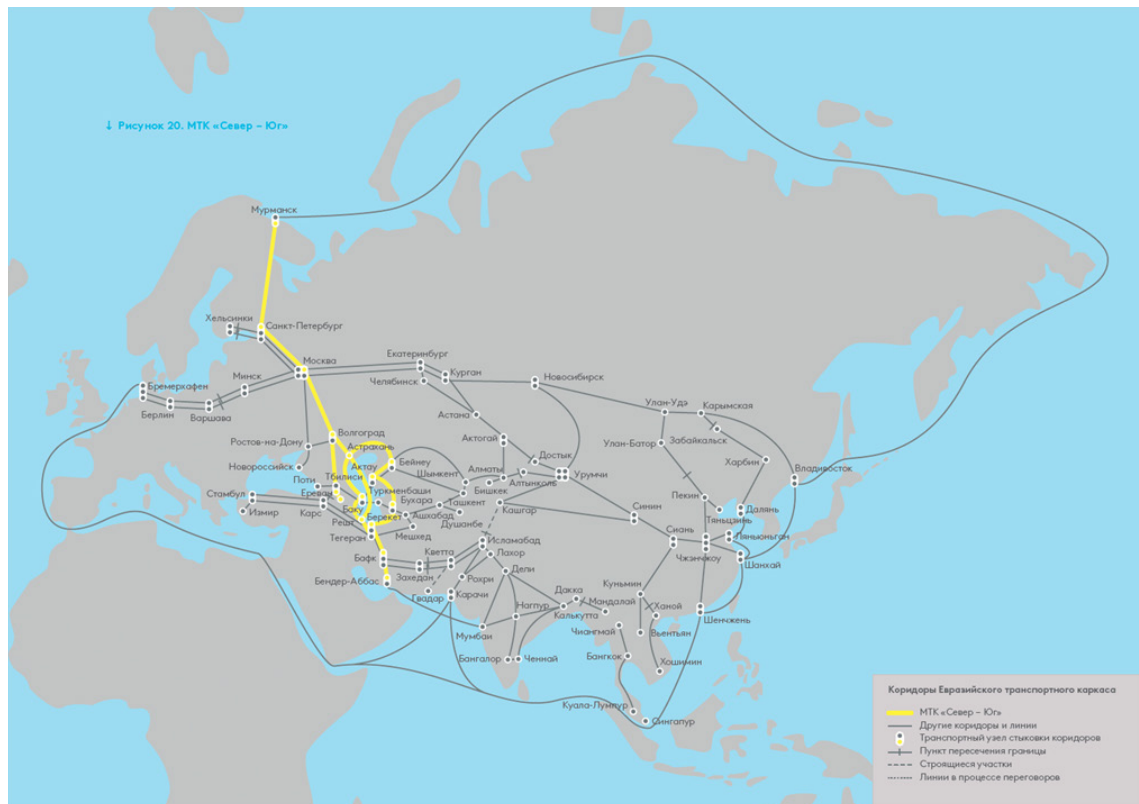 ↓ Рисунок 20. МТК «Север – Юг»
Мурманск
Хельсинки
Санкт-Петербург
Москва
Екатеринбург
Минск
Челябинск
Курган
Новосибирск
Бремерхафен
Берлин
Варшава
Астана
Улан-Удэ
Карымская
Волгоград
Ростов-на-Дону
Астрахань
Актогай
Улан-Батор
Забайкальск
Новороссийск
Актау
Бейнеу
Достык
Харбин
Владивосток
Тбилиси
Шымкент
Алматы
Алтынколь
Урумчи
Поти
Ереван
Туркменбаши
Бишкек
Стамбул
Бухара
Ташкент
Кашгар
Пекин
Далянь
Измир
Карс
Баку
Берекет
Ашхабад
Синин
Тяньцзинь
Решт
Душанбе
Тегеран
Мешхед
Сиань
Ляньюньган
Исламабад
Чжэнчжоу
Бафк
Кветта
Лахор
Шанхай
Захедан
Дели
Бендер-Аббас
Рохри
Гвадар
Карачи
Дакка
Куньмин
Мандалай
Ханой
Нагпур
Калькутта
Шенчжень
Мумбаи
Чиангмай
Вьентьян
Бангалор
Ченнай
Бангкок
Хошимин
Куала-Лумпур
Сингапур
Коридоры Евразийского транспортного каркаса
МТК «Север – Юг»
Другие коридоры и линии
Транспортный узел стыковки коридоров
Пункт пересечения границы
Строящиеся участки
Линии в процессе переговоров